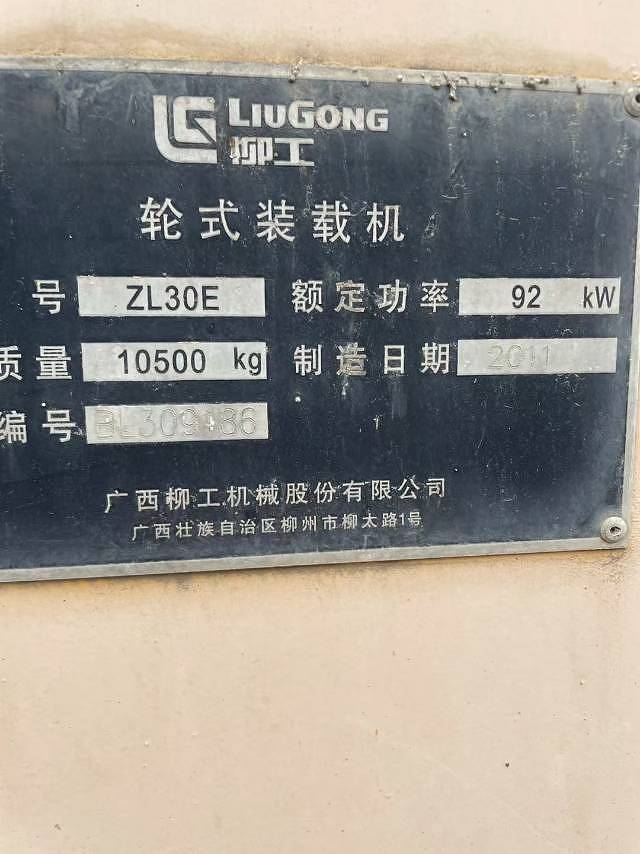 LG LIUGONG
柳工
轮式装载机
号 ZL30E 额定功率 92 kW
质量 10500 kg 制造日期 2011
编号
广西柳工机械股份有限公司
广西壮族自治区柳州市柳太路1号